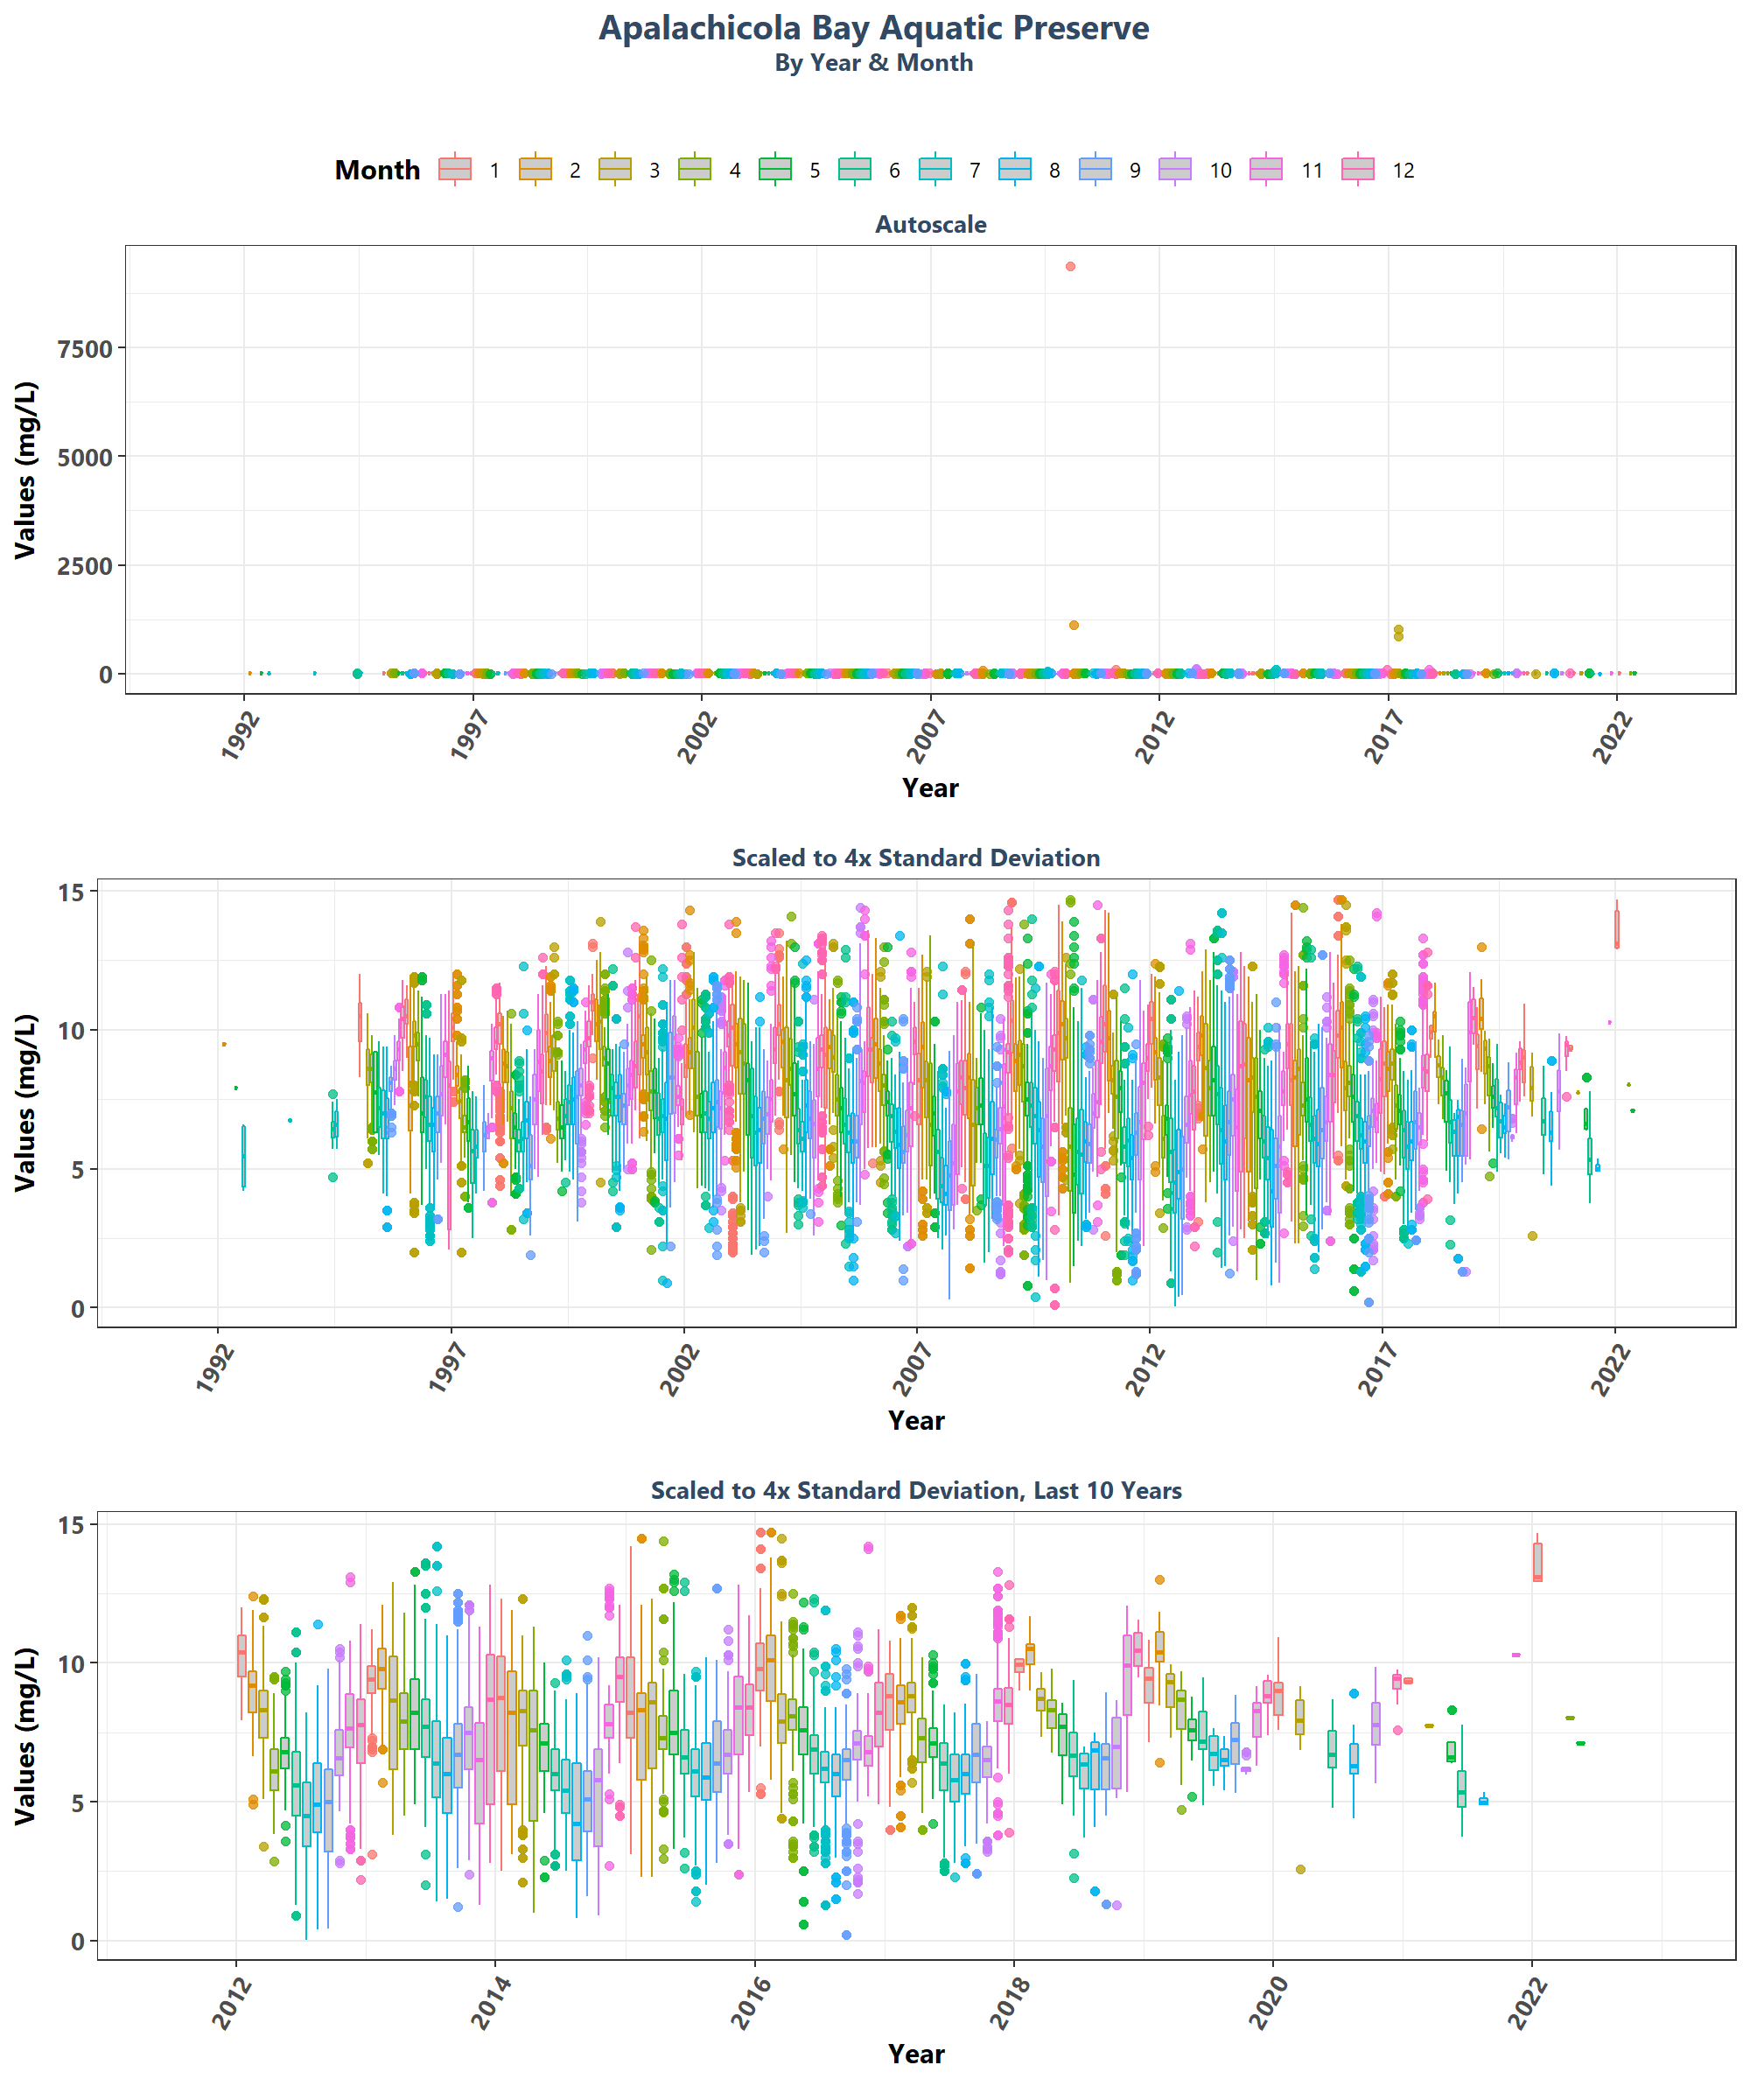 Apalachicola Bay Aquatic Preserve
By Year & Month
Month 1 2 3 4 5 6 7 8 9 10 11 12
Autoscale
Values (mg/L)
7500
5000
2500
0
1992 1997 2002 2007 2012 2017 2022
Year
Scaled to 4x Standard Deviation
Values (mg/L)
15
10
5
0
1992 1997 2002 2007 2012 2017 2022
Year
Scaled to 4x Standard Deviation, Last 10 Years
Values (mg/L)
15
10
5
0
2012 2014 2016 2018 2020 2022
Year